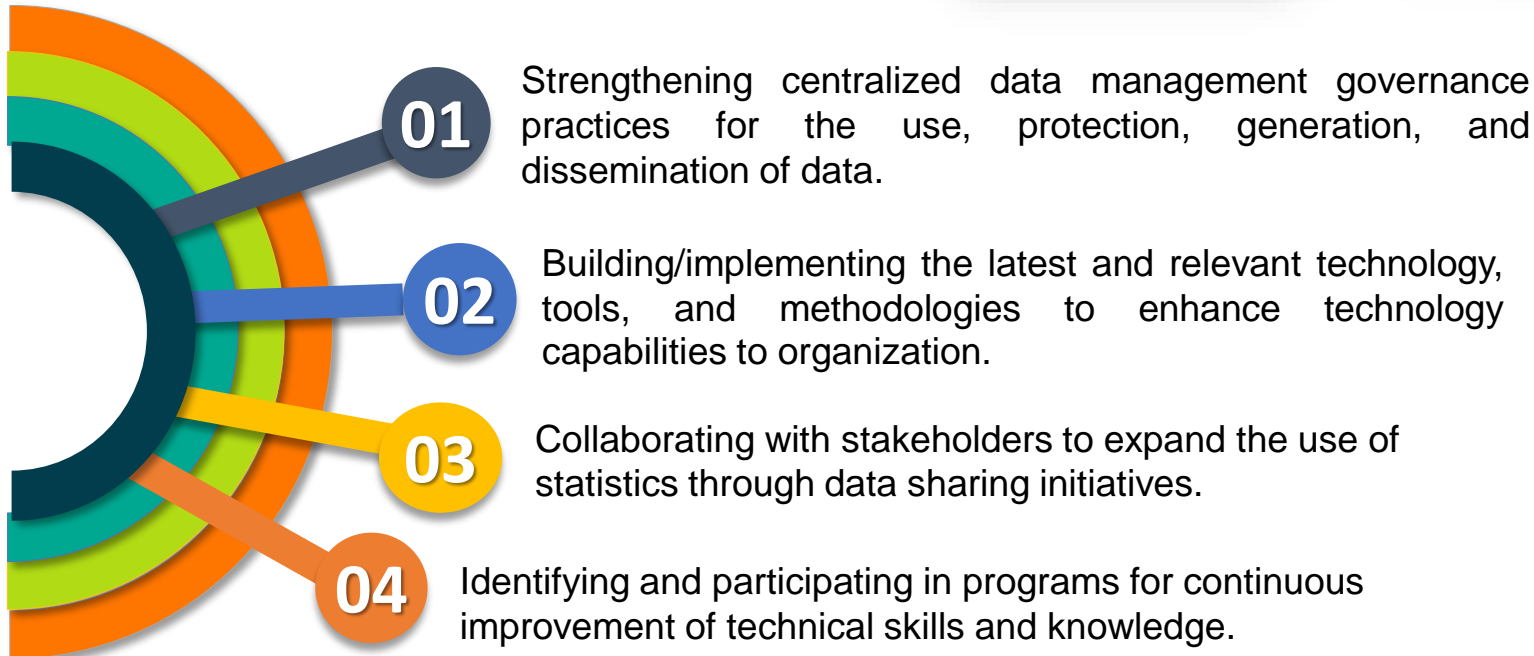 01
Strengthening centralized data management governance
practices for the use, protection, generation, and
dissemination of data.
02
Building/implementing the latest and relevant technology,
tools, and methodologies to enhance technology
capabilities to organization.
03
Collaborating with stakeholders to expand the use of
statistics through data sharing initiatives.
04
Identifying and participating in programs for continuous
improvement of technical skills and knowledge.